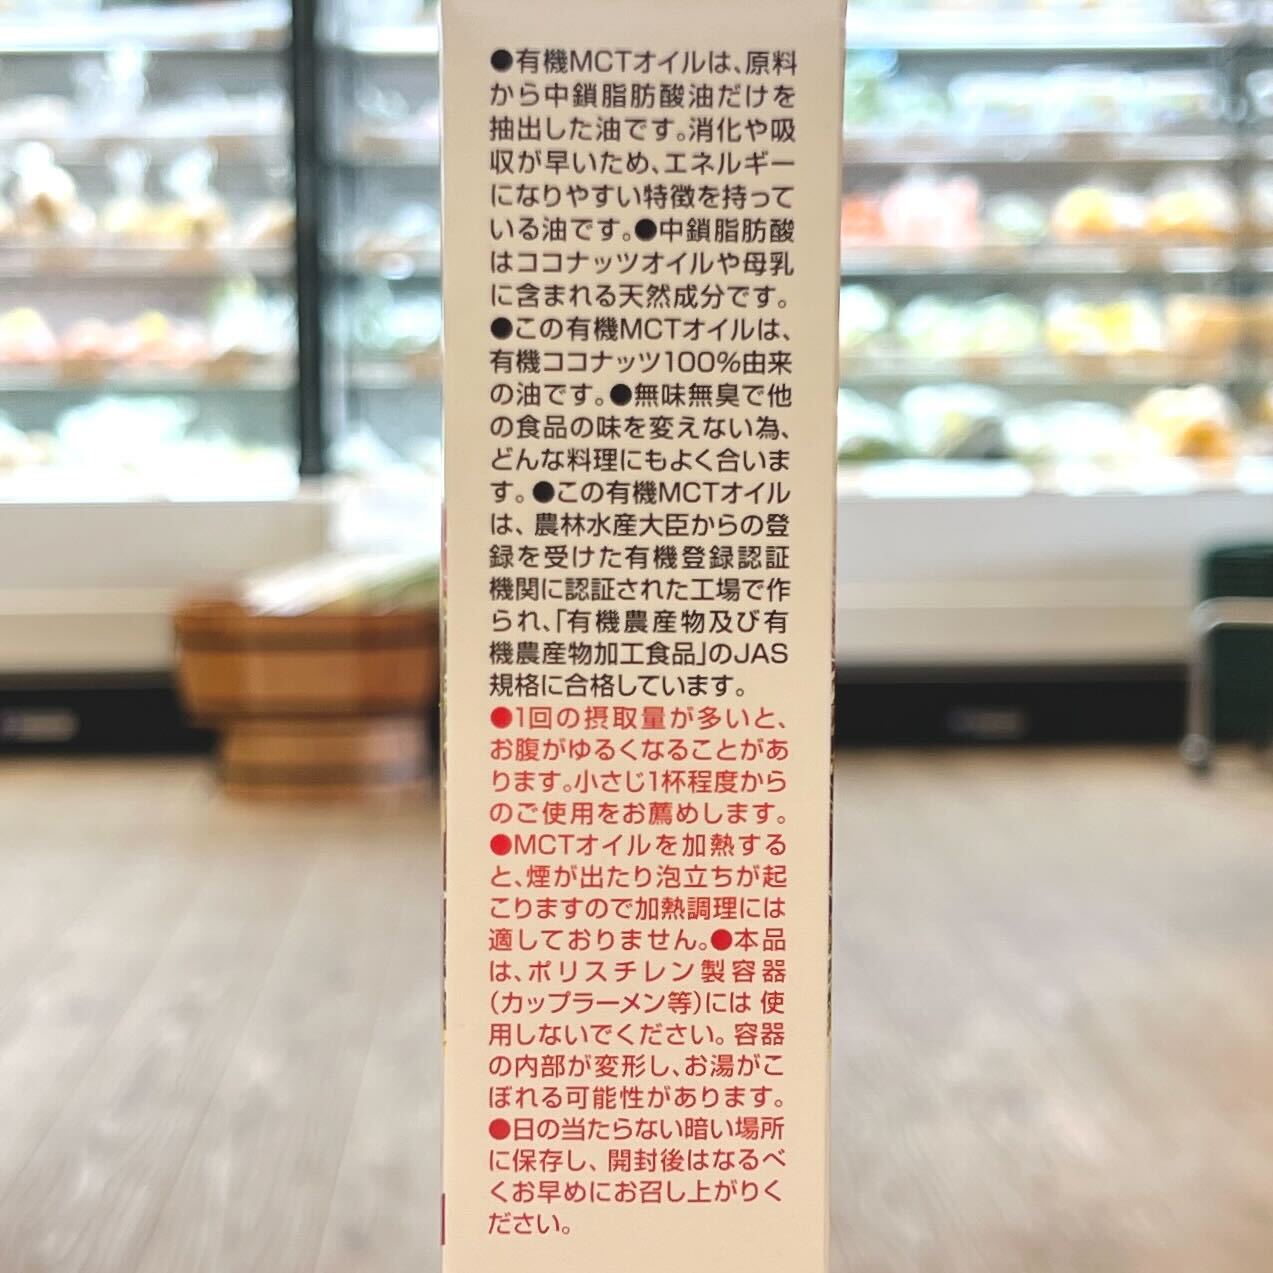 ●有機MCTオイルは、原料
から中鎖脂肪酸油だけを
抽出した油です。消化や吸
収が早いため、エネルギー
になりやすい特徴を持って
いる油です。●中鎖脂肪酸
はココナッツオイルや母乳
に含まれる天然成分です。
●この有機MCTオイルは、
有機ココナッツ100%由来
の油です。●無味無臭で他
の食品の味を変えない為、
どんな料理にもよく合いま
す。●この有機MCTオイル
は、農林水産大臣からの登
録を受けた有機登録認証
機関に認証された工場で作
られ、「有機農産物及び有
機農産物加工食品」のJAS
規格に合格しています。
●1回の摂取量が多いと、
お腹がゆるくなることがあ
ります。小さじ1杯程度から
のご使用をお薦めします。
●MCTオイルを加熱する
と、煙が出たり泡立ちが起
こりますので加熱調理には
適しておりません。●本品
は、ポリスチレン製容器
(カップラーメン等)には 使
用しないでください。容器
の内部が変形し、お湯がこ
ぼれる可能性があります。
●日の当たらない暗い場所
に保存し、開封後はなるべ
くお早めにお召し上がりく
ださい。